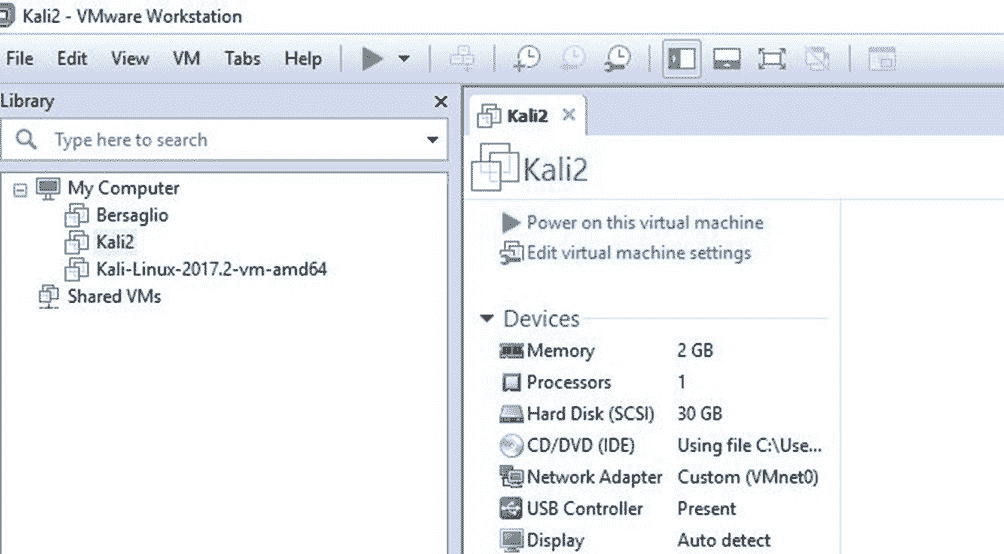 Kali2 - VMware Workstation
File Edit View VM Tabs Help
Library
Type here to search
My Computer
Bersaglio
Kali2
Kali-Linux-2017.2-vm-amd64
Shared VMs
Kali2
Kali2
Power on this virtual machine
Edit virtual machine settings
Devices
Memory 2 GB
Processors 1
Hard Disk (SCSI) 30 GB
CD/DVD (IDE) Using file C:\Use...
Network Adapter Custom (VMnet0)
USB Controller Present
Display Auto detect